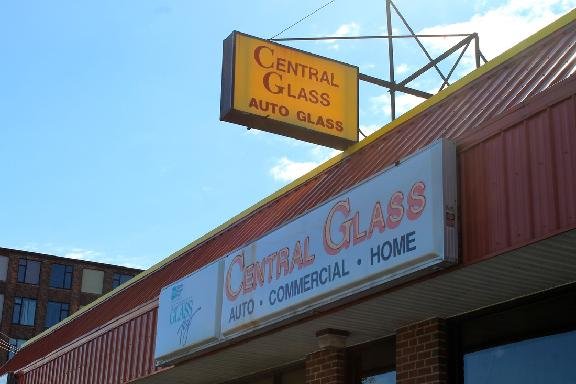 CENTRAL
GLASS
AUTO GLASS
CENTRAL GLASS
AUTO · COMMERCIAL · HOME
GLASS